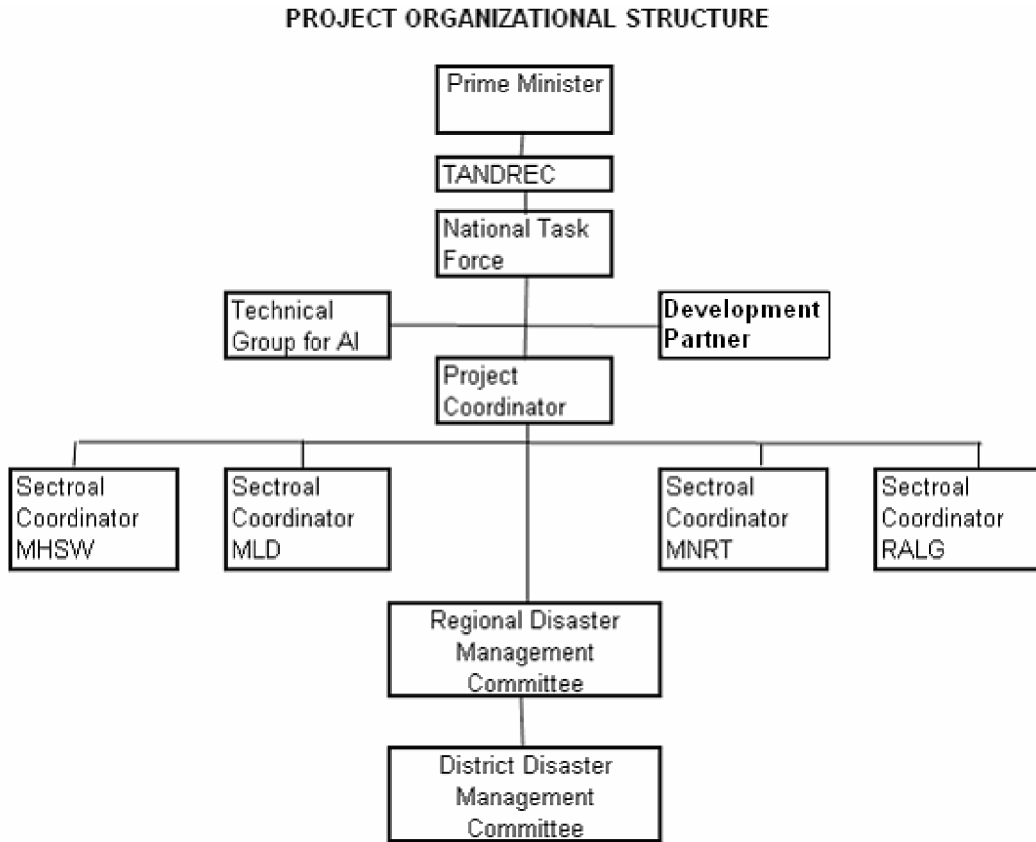 PROJECT ORGANIZATIONAL STRUCTURE
Prime Minister
TANDREC
National Task
Force
Technical
Group for AI
Development
Partner
Project
Coordinator
Sectroal
Coordinator
MHSW
Sectroal
Coordinator
MLD
Sectroal
Coordinator
MNRT
Sectroal
Coordinator
RALG
Regional Disaster
Management
Committee
District Disaster
Management
Committee